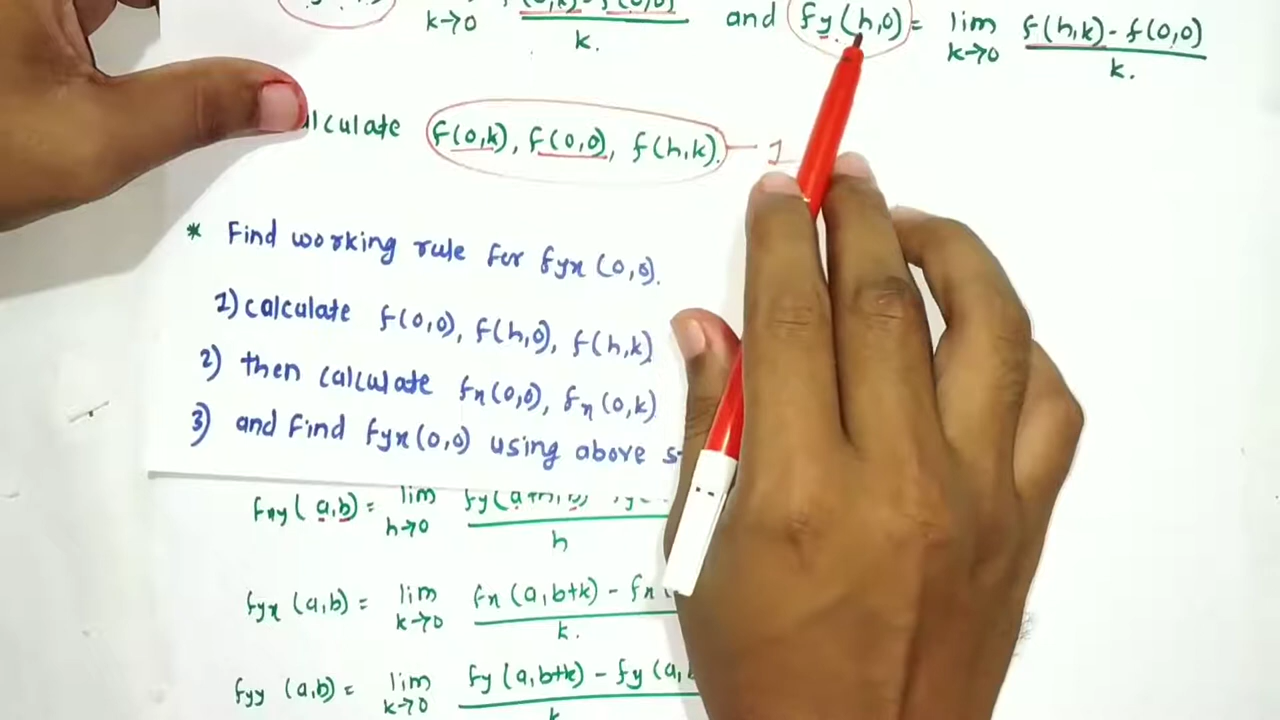 k→0 k. and fy(h,0) = lim k→0 f(h,k) - f(0,0) / k.
f(0,k), f(0,0), f(h,k). — 1
* Find working rule for fyx (0,0).
1) calculate f(0,0), f(h,0), f(h,k)
2) then calculate fx(0,0), fx(0,k)
3) and find fyx(0,0) using above
fxy(a,b) = lim h→0 fy(a+h,b) / h
fyx (a,b) = lim k→0 fx(a,b+k) - fx / k.
fyy (a,b) = lim k→0 fy(a,b+k) - fy(a, / k